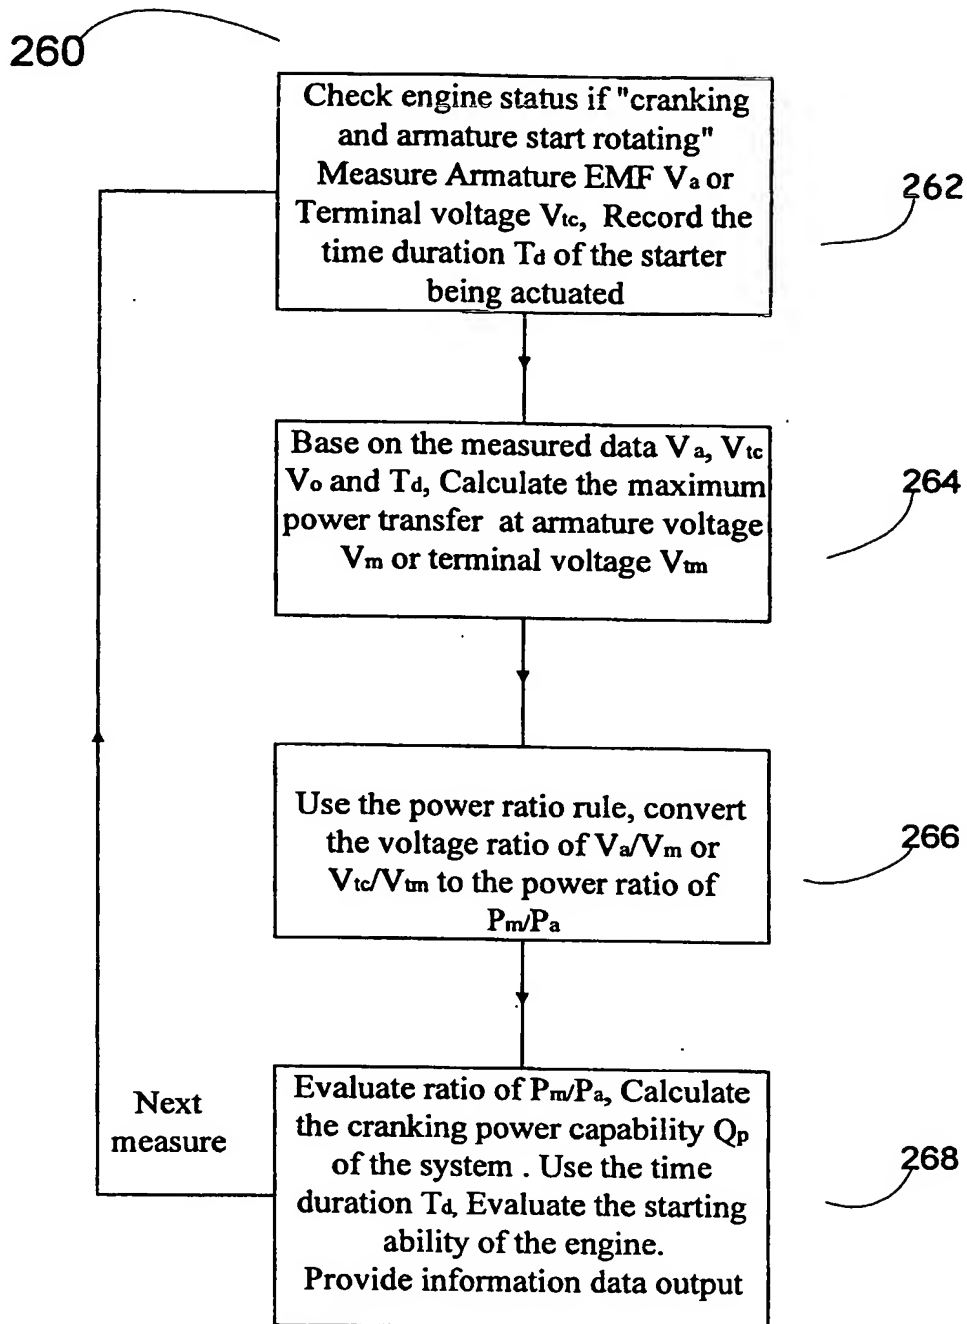 260
Check engine status if "cranking
and armature start rotating"
Measure Armature EMF Va or
Terminal voltage Vtc, Record the
time duration Td of the starter
being actuated
262
Base on the measured data Va, Vtc
Vo and Td, Calculate the maximum
power transfer at armature voltage
Vm or terminal voltage Vtm
264
Use the power ratio rule, convert
the voltage ratio of Va/Vm or
Vtc/Vtm to the power ratio of
Pm/Pa
266
Next
measure
Evaluate ratio of Pm/Pa, Calculate
the cranking power capability Qp
of the system . Use the time
duration Td, Evaluate the starting
ability of the engine.
Provide information data output
268